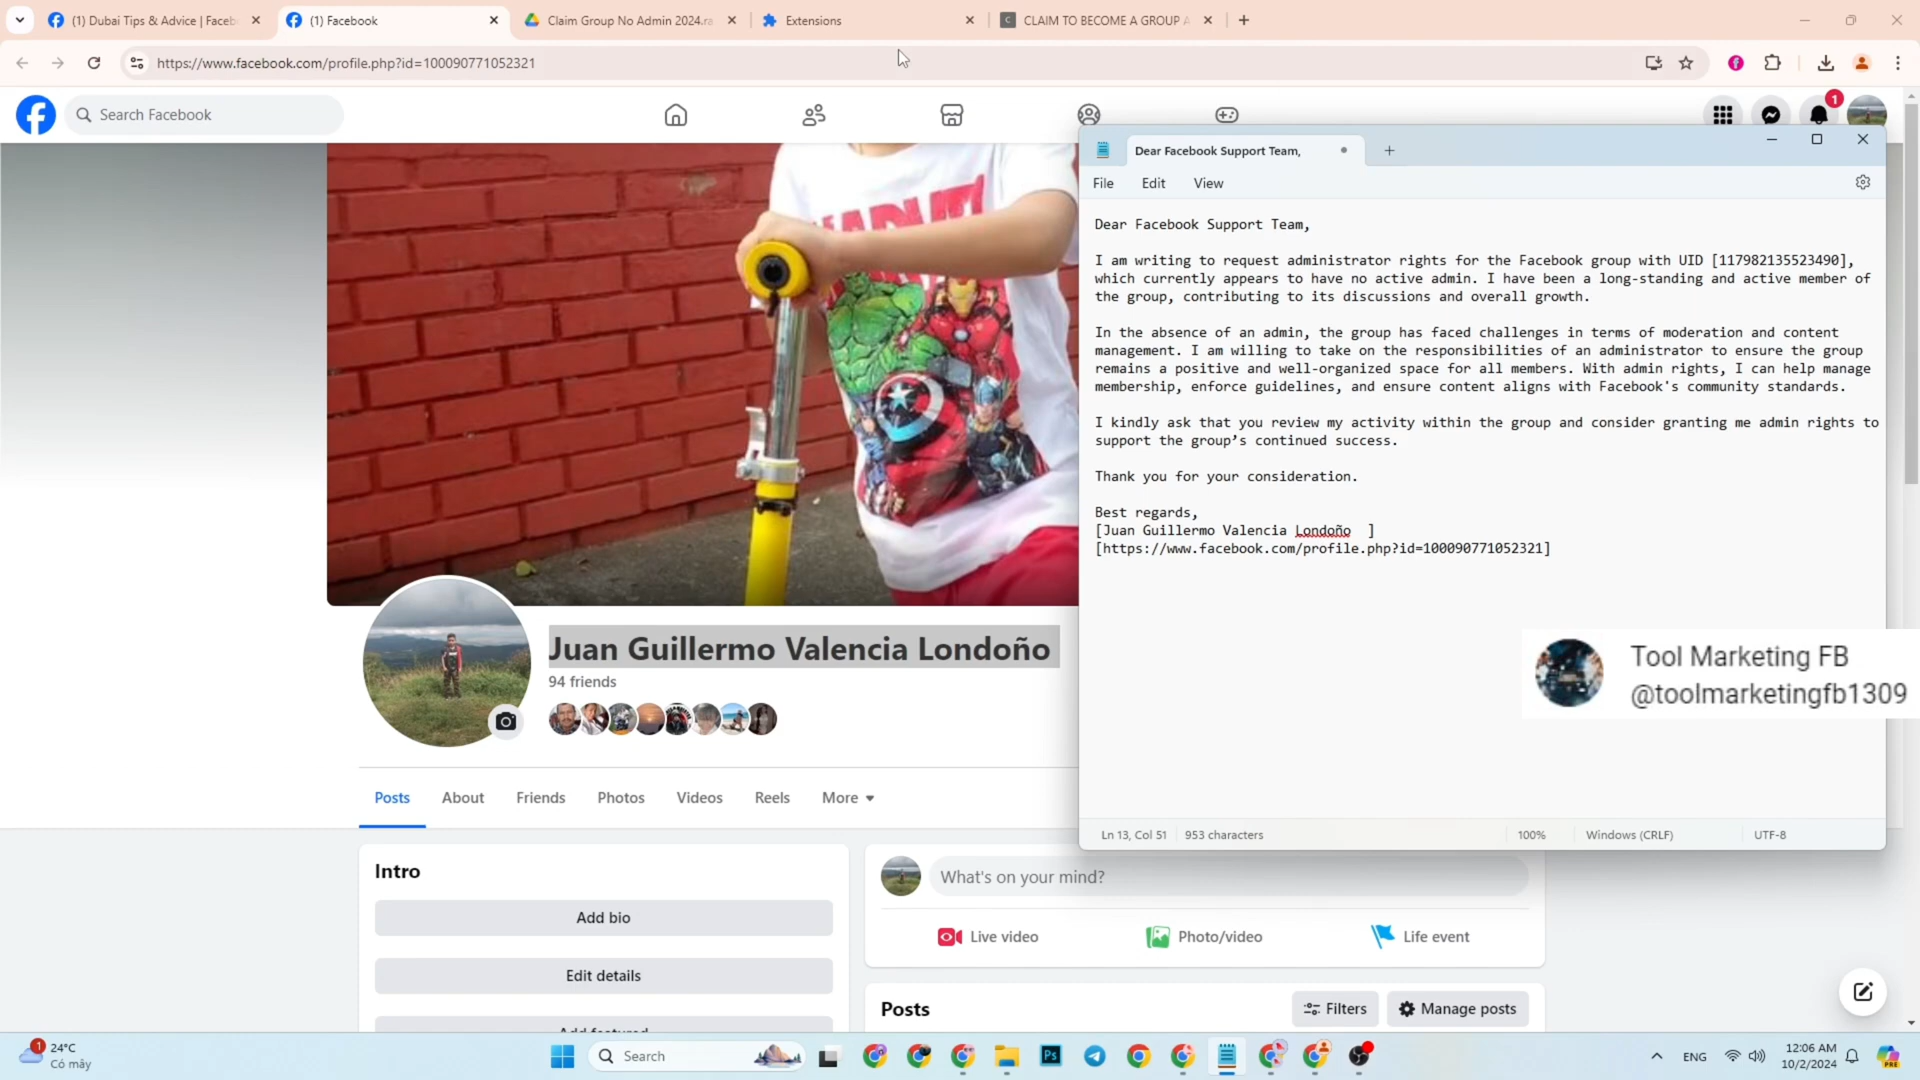 (1) Dubai Tips & Advice | Faceb
(1) Facebook
Claim Group No Admin 2024.ra
Extensions
CLAIM TO BECOME A GROUP A
https://www.facebook.com/profile.php?id=100090771052321
Search Facebook
1
Dear Facebook Support Team,
File
Edit
View
Dear Facebook Support Team,
I am writing to request administrator rights for the Facebook group with UID [117982135523490],
which currently appears to have no active admin. I have been a long-standing and active member of
the group, contributing to its discussions and overall growth.
In the absence of an admin, the group has faced challenges in terms of moderation and content
management. I am willing to take on the responsibilities of an administrator to ensure the group
remains a positive and well-organized space for all members. With admin rights, I can help manage
membership, enforce guidelines, and ensure content aligns with Facebook's community standards.
I kindly ask that you review my activity within the group and consider granting me admin rights to
support the group’s continued success.
Thank you for your consideration.
Best regards,
[Juan Guillermo Valencia Londoño  ]
[https://www.facebook.com/profile.php?id=100090771052321]
Tool Marketing FB
@toolmarketingfb1309
Ln 13, Col 51
953 characters
100%
Windows (CRLF)
UTF-8
Juan Guillermo Valencia Londoño
94 friends
Posts
About
Friends
Photos
Videos
Reels
More
Intro
Add bio
Edit details
Add featured
What's on your mind?
Live video
Photo/video
Life event
Posts
Filters
Manage posts
1
24°C
Có mây
Search
Ps
ENG
12:06 AM
10/2/2024
PRE